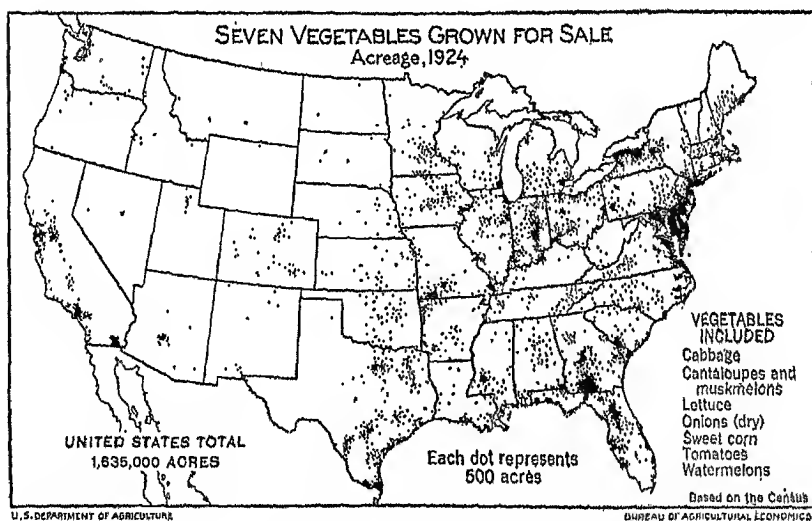 SEVEN VEGETABLES GROWN FOR SALE
Acreage, 1924
VEGETABLES
INCLUDED
Cabbage
Cantaloupes and
muskmelons
Lettuce
Onions (dry)
Sweet corn
Tomatoes
Watermelons
UNITED STATES TOTAL
1,635,000 ACRES
Each dot represents
500 acres
Based on the Census
U.S. DEPARTMENT OF AGRICULTURE
BUREAU OF AGRICULTURAL ECONOMICS